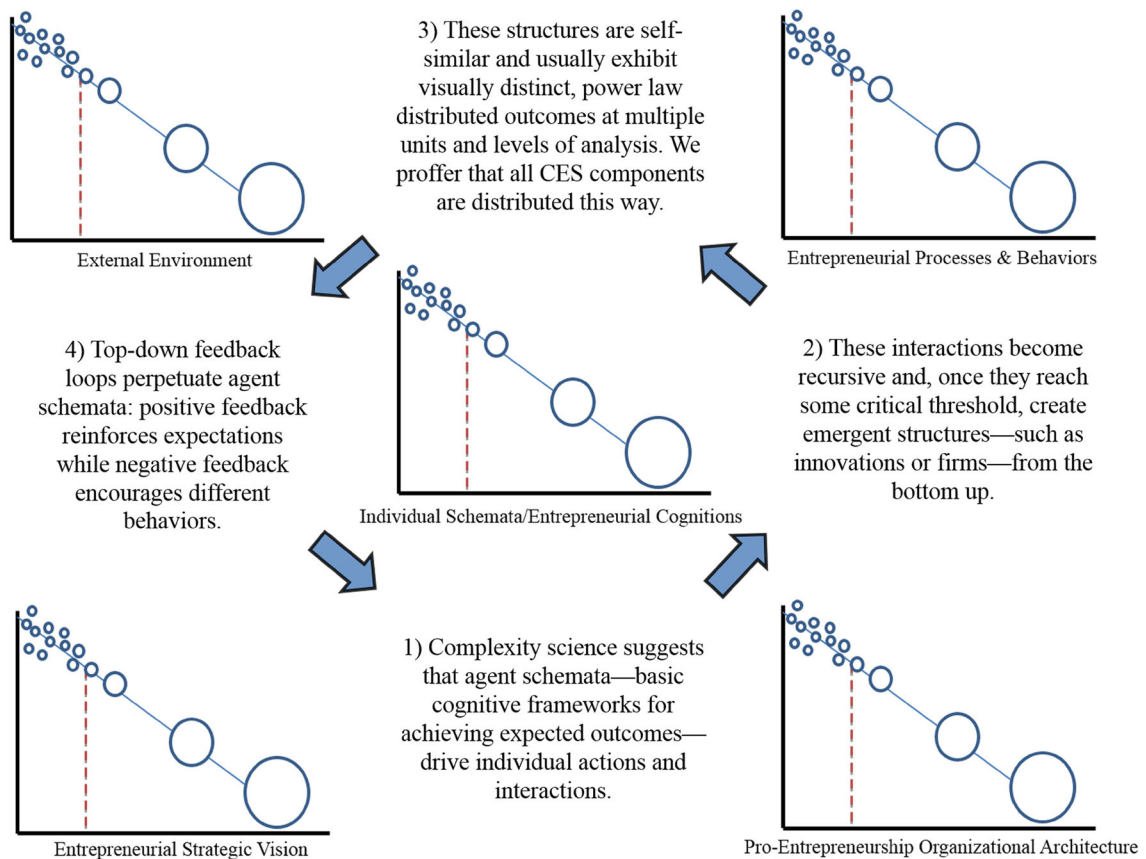 3) These structures are self-
similar and usually exhibit
visually distinct, power law
distributed outcomes at multiple
units and levels of analysis. We
proffer that all CES components
are distributed this way.
External Environment
Entrepreneurial Processes & Behaviors
4) Top-down feedback
loops perpetuate agent
schemata: positive feedback
reinforces expectations
while negative feedback
encourages different
behaviors.
2) These interactions become
recursive and, once they reach
some critical threshold, create
emergent structures—such as
innovations or firms—from the
bottom up.
Individual Schemata/Entrepreneurial Cognitions
1) Complexity science suggests
that agent schemata—basic
cognitive frameworks for
achieving expected outcomes—
drive individual actions and
interactions.
Entrepreneurial Strategic Vision
Pro-Entrepreneurship Organizational Architecture